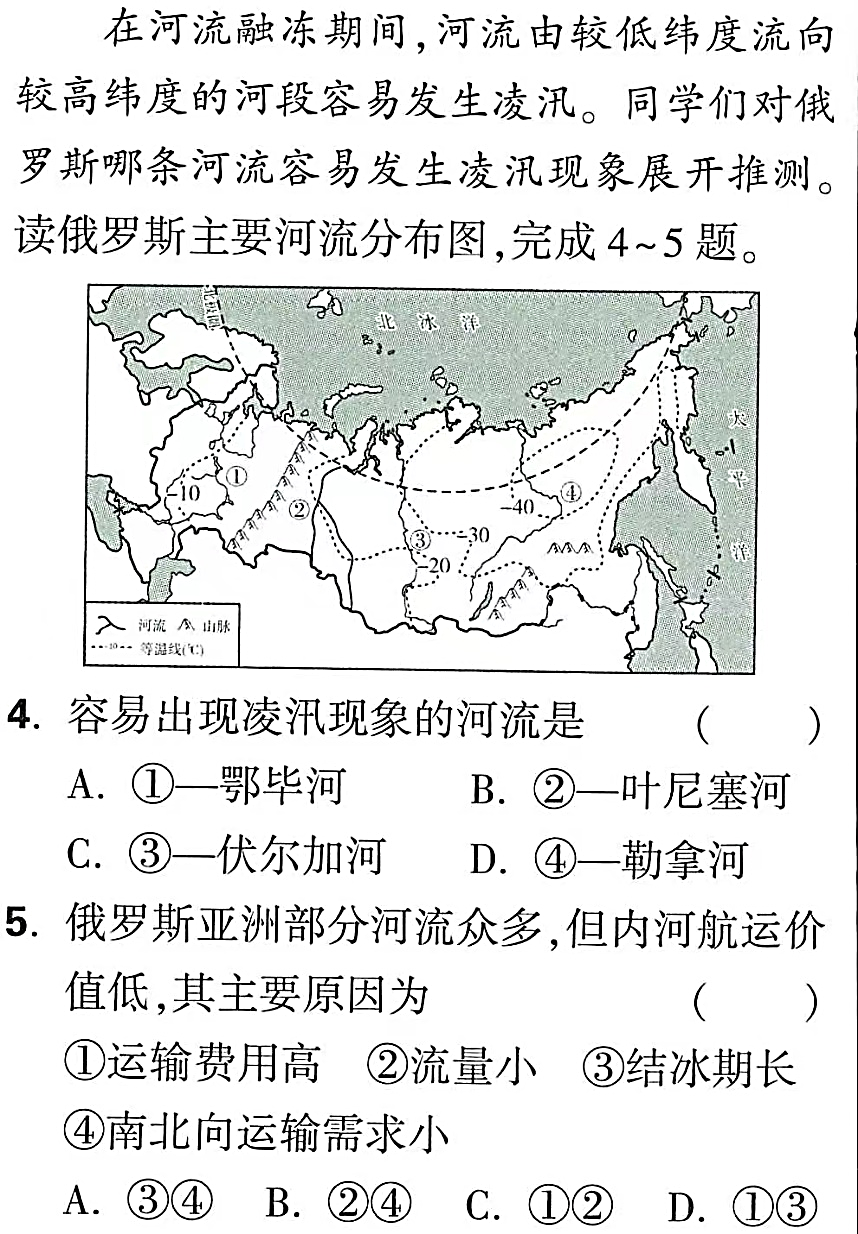 在河流融冻期间,河流由较低纬度流向
较高纬度的河段容易发生凌汛。同学们对俄
罗斯哪条河流容易发生凌汛现象展开推测。
读俄罗斯主要河流分布图,完成4~5题。
北极圈
北冰洋
太平洋
①
-10
②
④
-40
③
-30
-20
河流 山脉
-10 等温线(℃)
4. 容易出现凌汛现象的河流是 ( )
A. ①—鄂毕河 B. ②—叶尼塞河
C. ③—伏尔加河 D. ④—勒拿河
5. 俄罗斯亚洲部分河流众多,但内河航运价
值低,其主要原因为 ( )
①运输费用高 ②流量小 ③结冰期长
④南北向运输需求小
A. ③④ B. ②④ C. ①② D. ①③